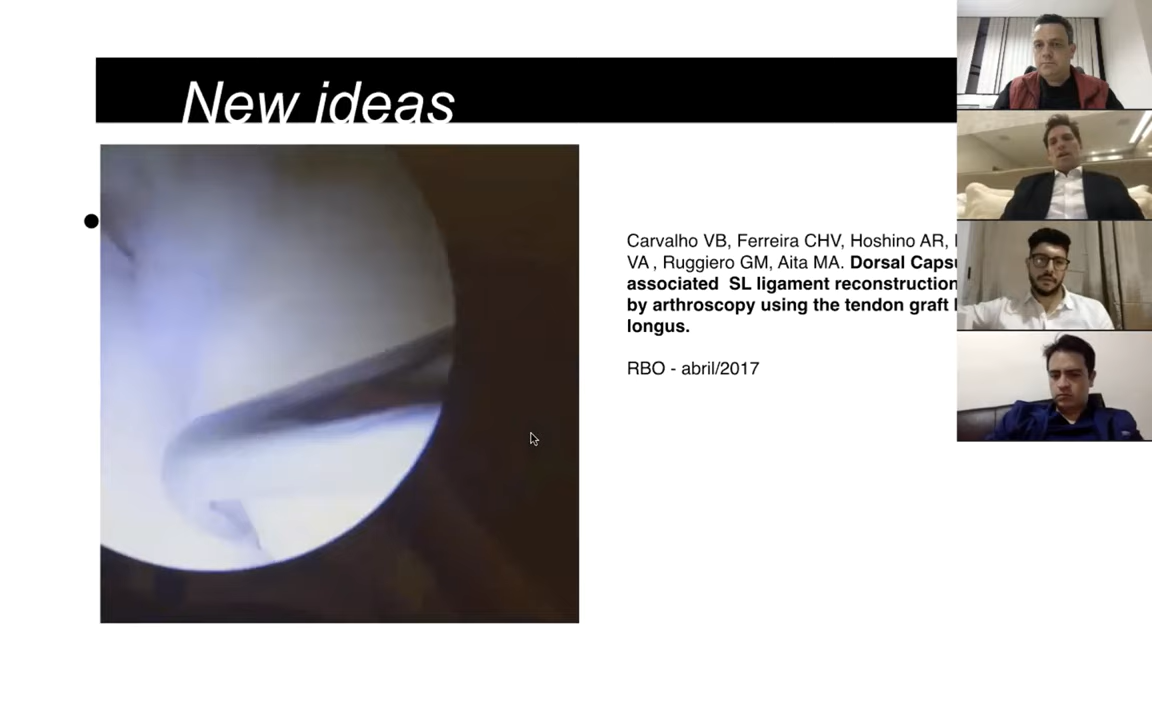 New ideas
Carvalho VB, Ferreira CHV, Hoshino AR,
VA , Ruggiero GM, Aita MA. Dorsal
associated SL ligament reconstruction
by arthroscopy using the tendon graft
longus.
RBO - abril/2017